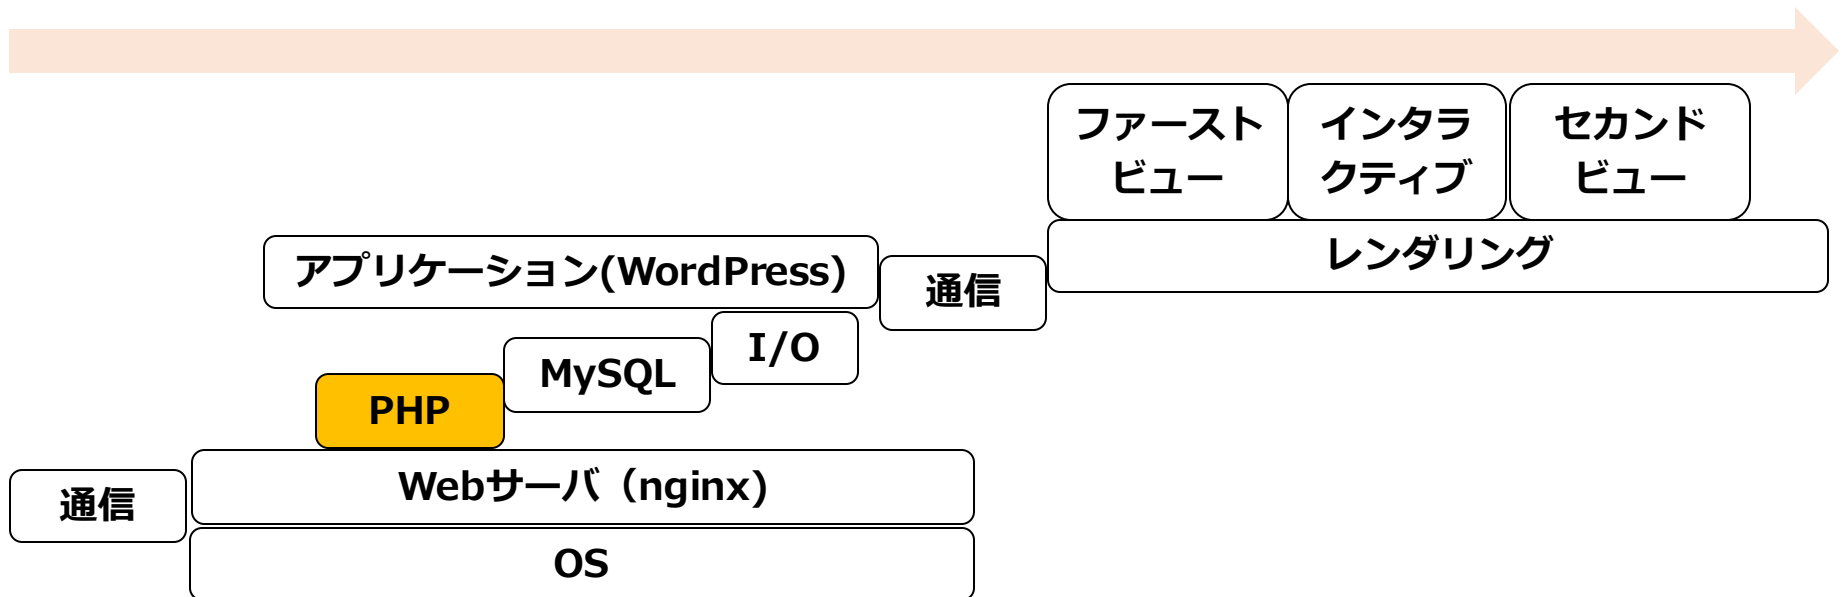 ファースト
ビュー
インタラ
クティブ
セカンド
ビュー
レンダリング
アプリケーション(WordPress)
通信
I/O
MySQL
PHP
Webサーバ（nginx)
通信
OS